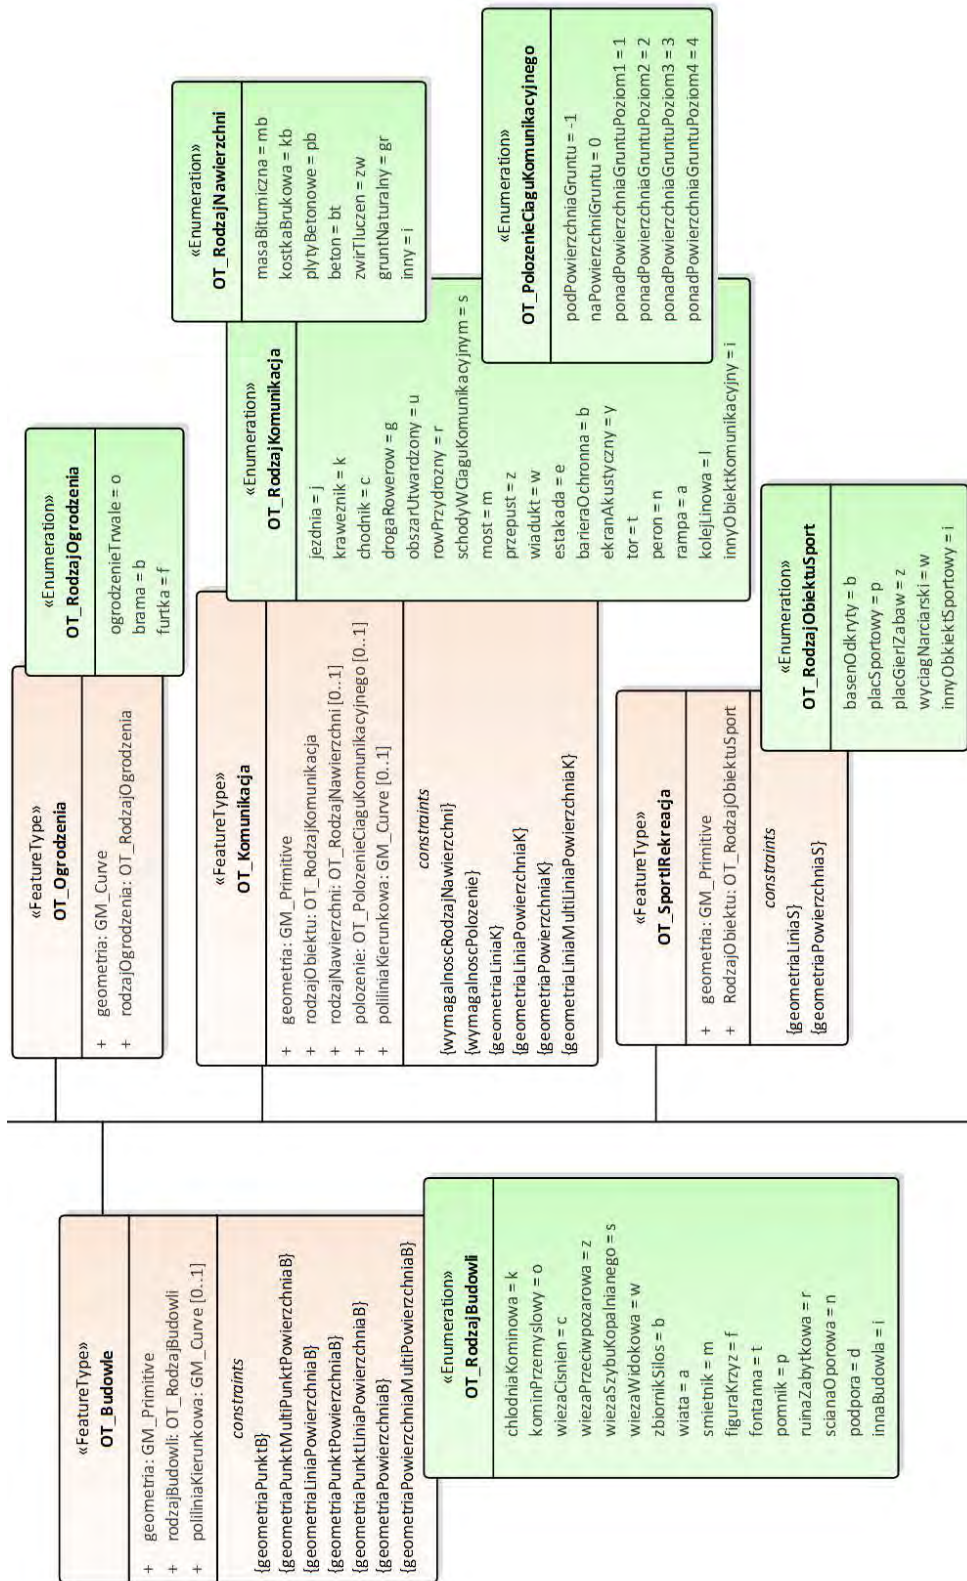 «FeatureType»
OT_Budowle
+ geometria: GM_Primitive
+ rodzajBudowli: OT_RodzajBudowli
+ poliliniaKierunkowa: GM_Curve [0..1]
constraints
{geometriaPunktB}
{geometriaPunktMultiPunktPowierzchniaB}
{geometriaLiniaPowierzchniaB}
{geometriaPunktPowierzchniaB}
{geometriaPunktLiniaPowierzchniaB}
{geometriaPowierzchniaB}
{geometriaPowierzchniaMultiPowierzchniaB}
«Enumeration»
OT_RodzajBudowli
chlodniaKominowa = k
kominPrzemyslowy = o
wiezaCisnien = c
wiezaPrzeciwpozarowa = z
wiezaSzybuKopalnianego = s
wiezaWidokowa = w
zbiornikSilos = b
wiata = a
smietnik = m
figuraKrzyz = f
fontanna = t
pomnik = p
ruinaZabytkowa = r
scianaOporowa = n
podpora = d
innaBudowla = i
«FeatureType»
OT_Ogrodzenia
+ geometria: GM_Curve
+ rodzajOgrodzenia: OT_RodzajOgrodzenia
«Enumeration»
OT_RodzajOgrodzenia
ogrodzenieTrwale = o
brama = b
furtka = f
«FeatureType»
OT_Komunikacja
+ geometria: GM_Primitive
+ rodzajObiektu: OT_RodzajKomunikacja
+ rodzajNawierzchni: OT_RodzajNawierzchni [0..1]
+ polozenie: OT_PolozenieCiaguKomunikacyjnego [0..1]
+ poliliniaKierunkowa: GM_Curve [0..1]
constraints
{wymagalnoscRodzajNawierzchni}
{wymagalnoscPolozenie}
{geometriaLiniaK}
{geometriaLiniaPowierzchniaK}
{geometriaPowierzchniaK}
{geometriaLiniaMultiLiniaPowierzchniaK}
«Enumeration»
OT_RodzajKomunikacja
jezdnia = j
kraweznik = k
chodnik = c
drogaRowerow = g
obszarUtwardzony = u
rowPrzydrozny = r
schodyWCiaguKomunikacyjnym = s
most = m
przepust = z
wiadukt = w
estakada = e
barieraOchronna = b
ekranAkustyczny = y
tor = t
peron = n
rampa = a
kolejLinowa = l
innyObiektKomunikacyjny = i
«Enumeration»
OT_RodzajNawierzchni
masaBitumiczna = mb
kostkaBrukowa = kb
plytyBetonowe = pb
beton = bt
zwirTluczen = zw
gruntNaturalny = gr
inny = i
«Enumeration»
OT_PolozenieCiaguKomunikacyjnego
podPowierzchniaGruntu = -1
naPowierzchniGruntu = 0
ponadPowierzchniaGruntuPoziom1 = 1
ponadPowierzchniaGruntuPoziom2 = 2
ponadPowierzchniaGruntuPoziom3 = 3
ponadPowierzchniaGruntuPoziom4 = 4
«FeatureType»
OT_SportIRekreacja
+ geometria: GM_Primitive
+ RodzajObiektu: OT_RodzajObiektuSport
constraints
{geometriaLiniaS}
{geometriaPowierzchniaS}
«Enumeration»
OT_RodzajObiektuSport
basenOdkryty = b
placSportowy = p
placGierIZabaw = z
wyciagNarciarski = w
innyObkiektSportowy = i